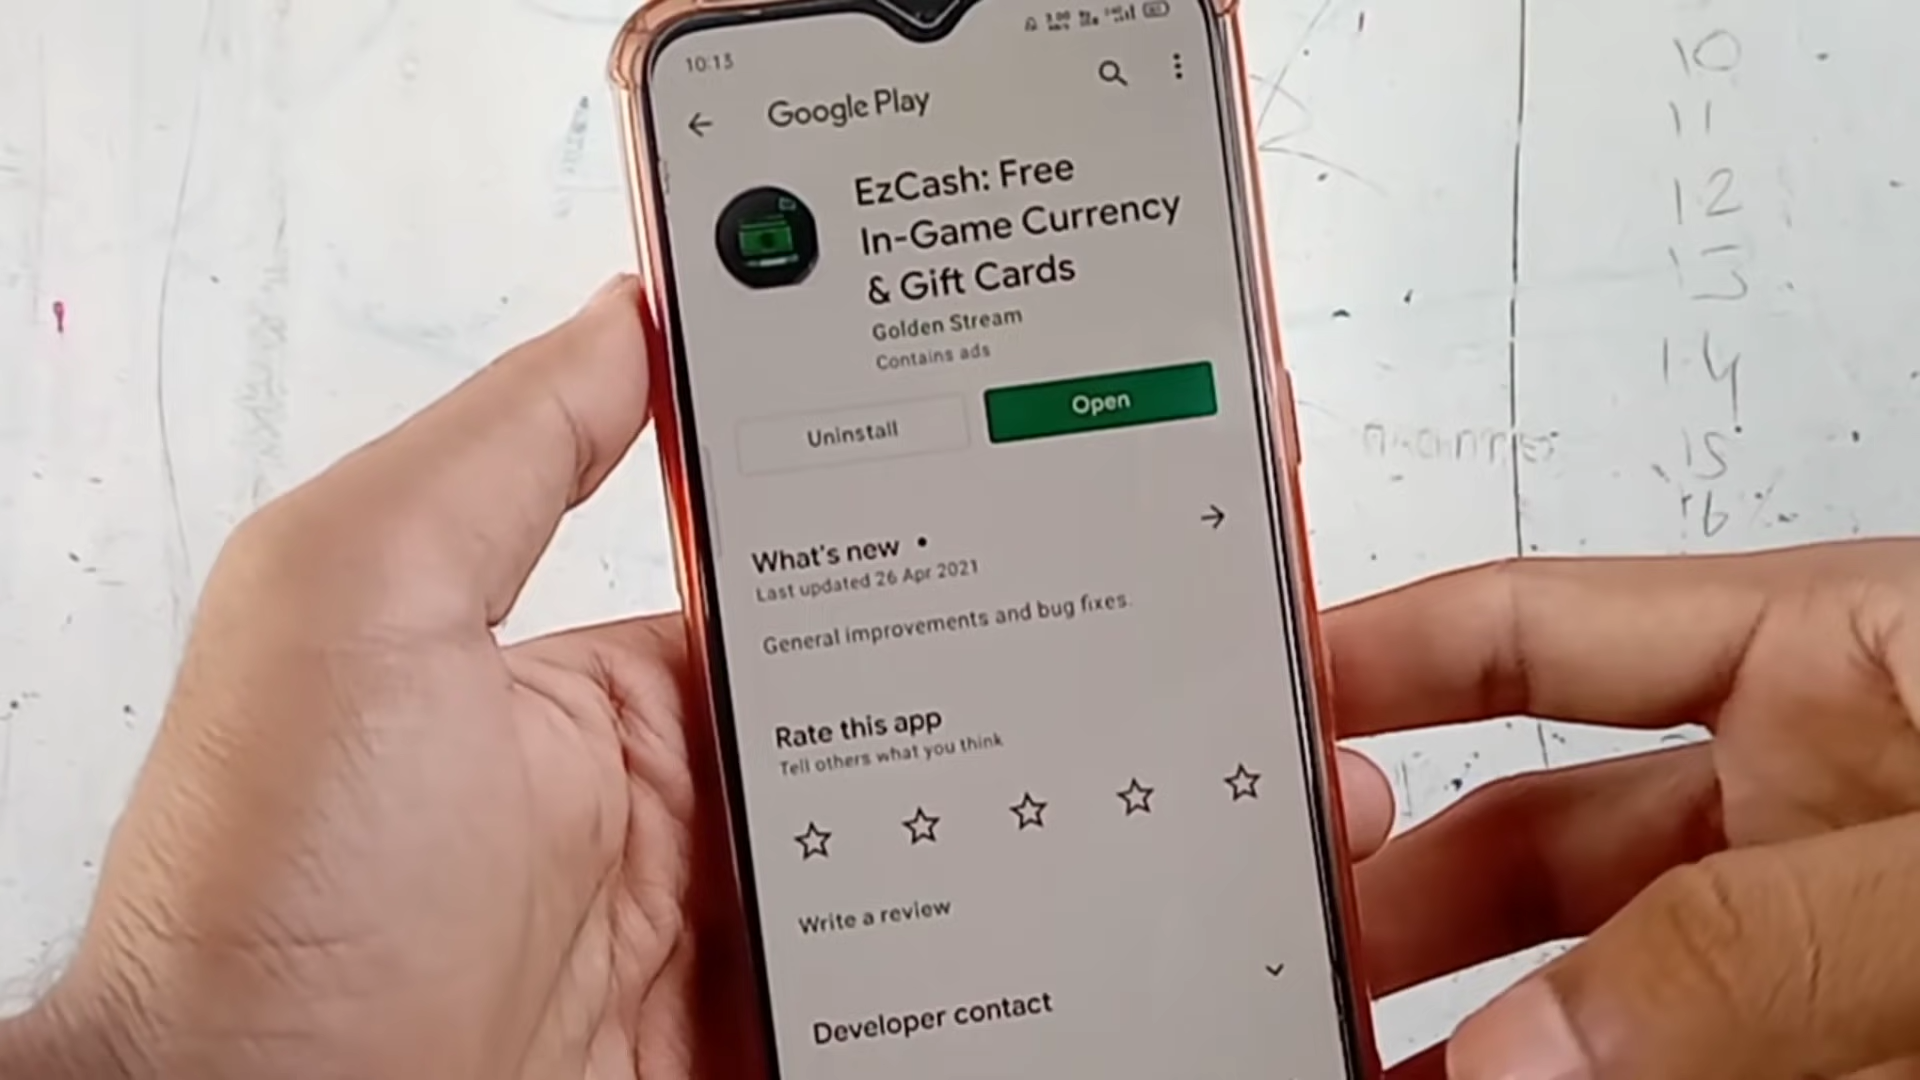 10:15
Google Play
EzCash: Free
In-Game Currency
& Gift Cards
Golden Stream
Contains ads
Uninstall
Open
What's new •
Last updated 26 Apr 2021
General improvements and bug fixes.
Rate this app
Tell others what you think
Write a review
Developer contact
10
11
12
13
14
15
16